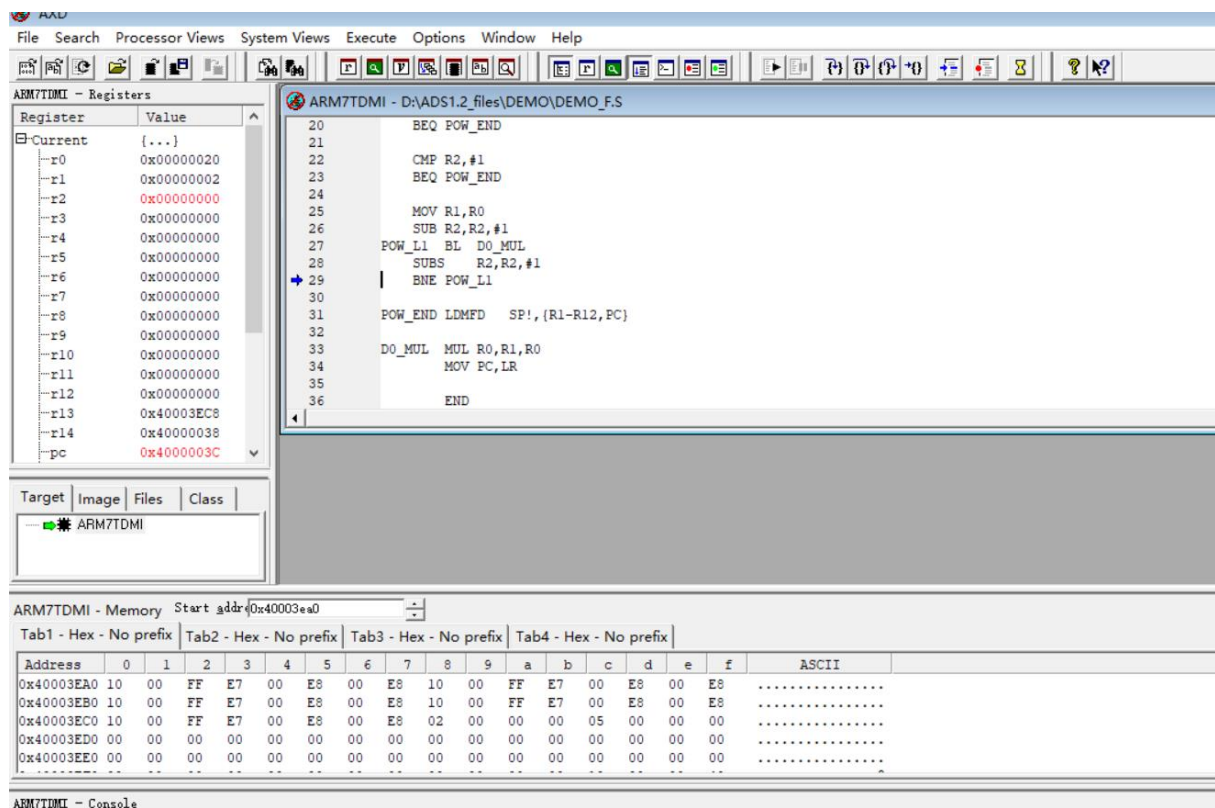 AXD
File Search Processor Views System Views Execute Options Window Help
ARM7TDMI - Registers
Register Value
Current {...}
r0 0x00000020
r1 0x00000002
r2 0x00000000
r3 0x00000000
r4 0x00000000
r5 0x00000000
r6 0x00000000
r7 0x00000000
r8 0x00000000
r9 0x00000000
r10 0x00000000
r11 0x00000000
r12 0x00000000
r13 0x40003EC8
r14 0x40000038
pc 0x4000003C
ARM7TDMI - D:\ADS1.2_files\DEMO\DEMO_F.S
20 BEQ POW_END
21
22 CMP R2,#1
23 BEQ POW_END
24
25 MOV R1,R0
26 SUB R2,R2,#1
27 POW_L1 BL DO_MUL
28 SUBS R2,R2,#1
29 BNE POW_L1
30
31 POW_END LDMFD SP!,{R1-R12,PC}
32
33 DO_MUL MUL R0,R1,R0
34 MOV PC,LR
35
36 END
Target Image Files Class
ARM7TDMI
ARM7TDMI - Memory Start addre 0x40003ea0
Tab1 - Hex - No prefix Tab2 - Hex - No prefix Tab3 - Hex - No prefix Tab4 - Hex - No prefix
Address 0 1 2 3 4 5 6 7 8 9 a b c d e f ASCII
0x40003EA0 10 00 FF E7 00 E8 00 E8 10 00 FF E7 00 E8 00 E8 ................
0x40003EB0 10 00 FF E7 00 E8 00 E8 10 00 FF E7 00 E8 00 E8 ................
0x40003EC0 10 00 FF E7 00 E8 00 E8 02 00 00 00 05 00 00 00 ................
0x40003ED0 00 00 00 00 00 00 00 00 00 00 00 00 00 00 00 00 ................
0x40003EE0 00 00 00 00 00 00 00 00 00 00 00 00 00 00 00 00 ................
ARM7TDMI - Console